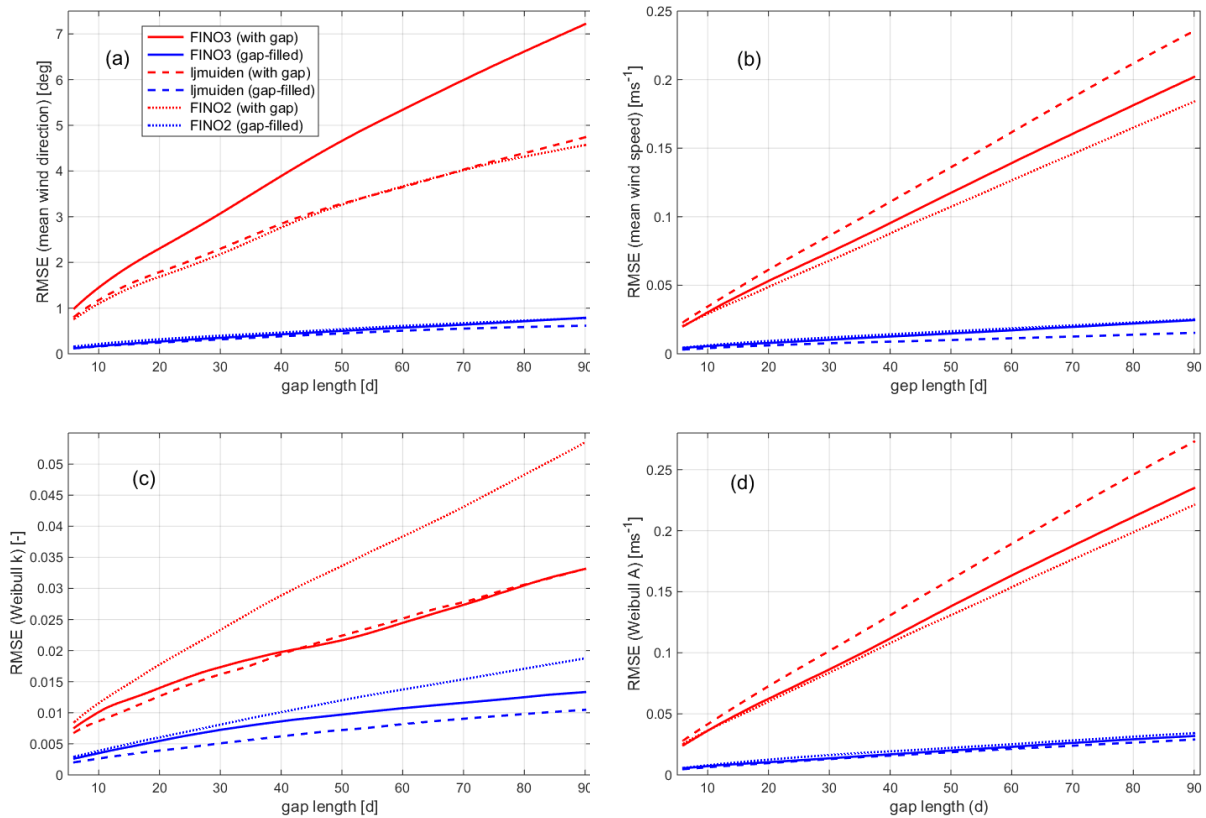 RMSE (mean wind direction) [deg]
7
6
5
4
3
2
1
0
(a)
FINO3 (with gap)
FINO3 (gap-filled)
Ijmuiden (with gap)
Ijmuiden (gap-filled)
FINO2 (with gap)
FINO2 (gap-filled)
10 20 30 40 50 60 70 80 90
gap length [d]
RMSE (mean wind speed) [ms-1]
0.25
0.2
0.15
0.1
0.05
0
(b)
10 20 30 40 50 60 70 80 90
gep length [d]
RMSE (Weibull k) [-]
0.05
0.045
0.04
0.035
0.03
0.025
0.02
0.015
0.01
0.005
0
(c)
10 20 30 40 50 60 70 80 90
gap length [d]
RMSE (Weibull A) [ms-1]
0.25
0.2
0.15
0.1
0.05
0
(d)
10 20 30 40 50 60 70 80 90
gap length (d)